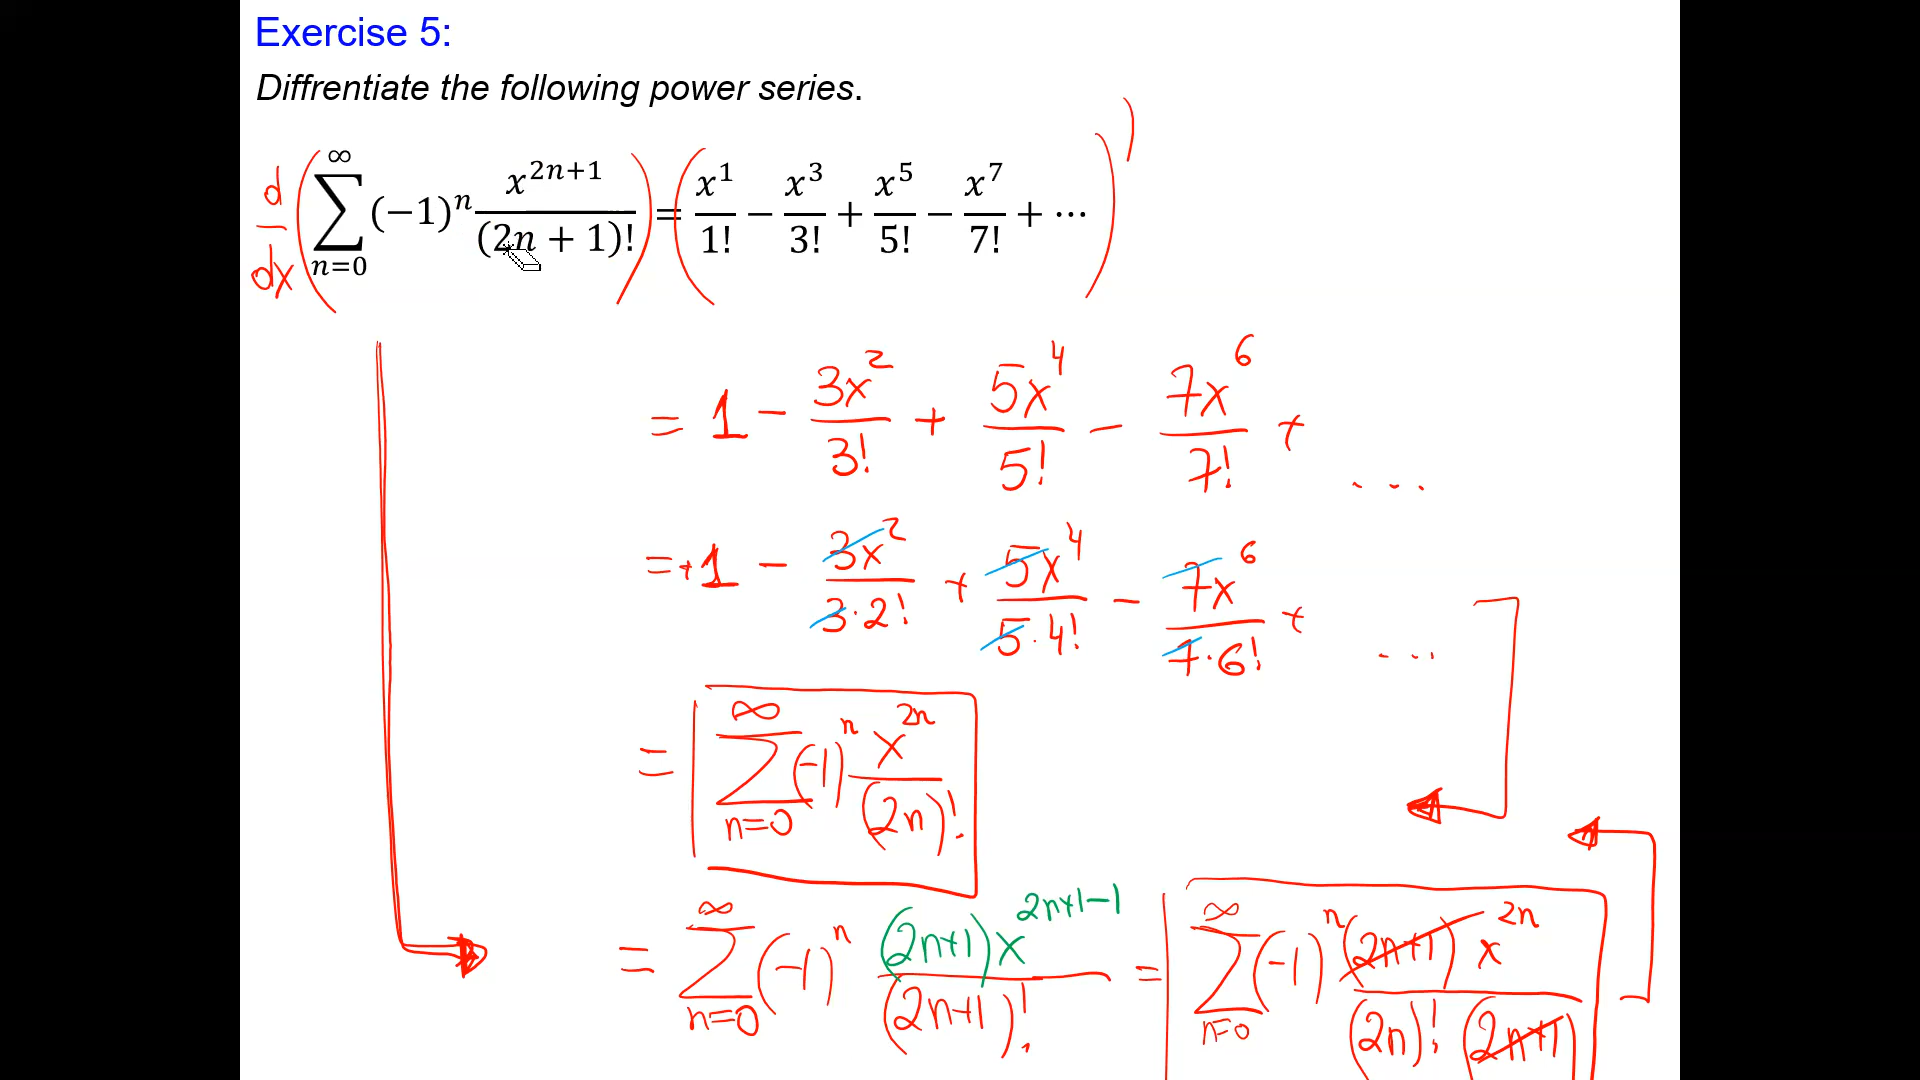 Exercise 5:
Diffrentiate the following power series.
d/dx ( ∑_{n=0}^{∞} (−1)^n x^{2n+1}/(2n + 1)! ) = ( x^1/1! − x^3/3! + x^5/5! − x^7/7! + ⋯ )'
= 1 − 3x^2/3! + 5x^4/5! − 7x^6/7! + ...
= +1 − 3x^2/3·2! + 5x^4/5·4! − 7x^6/7·6! + ...
= ∑_{n=0}^{∞} (−1)^n x^{2n}/(2n)!
= ∑_{n=0}^{∞} (−1)^n (2n+1)x^{2n+1−1}/(2n+1)! = ∑_{n=0}^{∞} (−1)^n (2n+1) x^{2n}/(2n)! (2n+1)